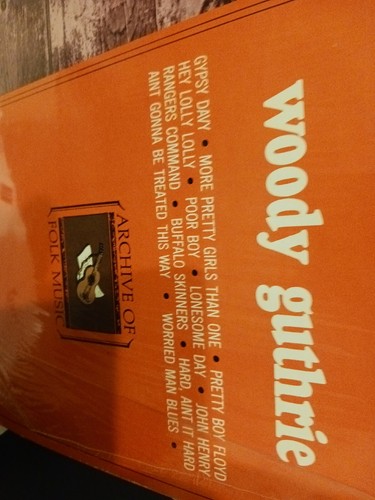 woody guthrie
GYPSY DAVY • MORE PRETTY GIRLS THAN ONE • PRETTY BOY FLOYD
HEY LOLLY LOLLY • POOR BOY • LONESOME DAY • JOHN HENRY
RANGERS COMMAND • BUFFALO SKINNERS • HARD, AINT IT HARD
AINT GONNA BE TREATED THIS WAY • WORRIED MAN BLUES •
ARCHIVE OF
FOLK MUSIC